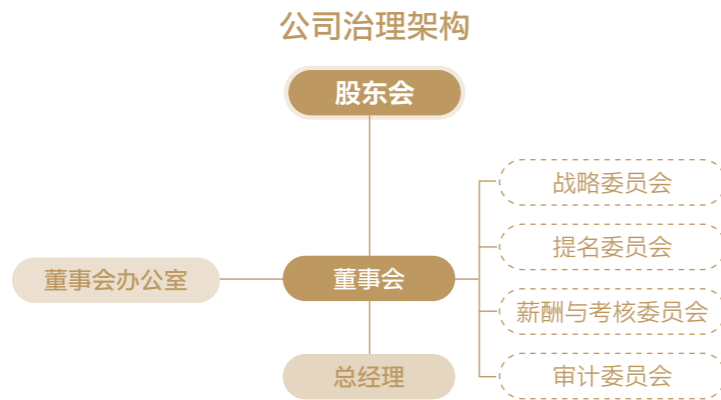 公司治理架构
股东会
战略委员会
提名委员会
董事会办公室
董事会
薪酬与考核委员会
总经理
审计委员会